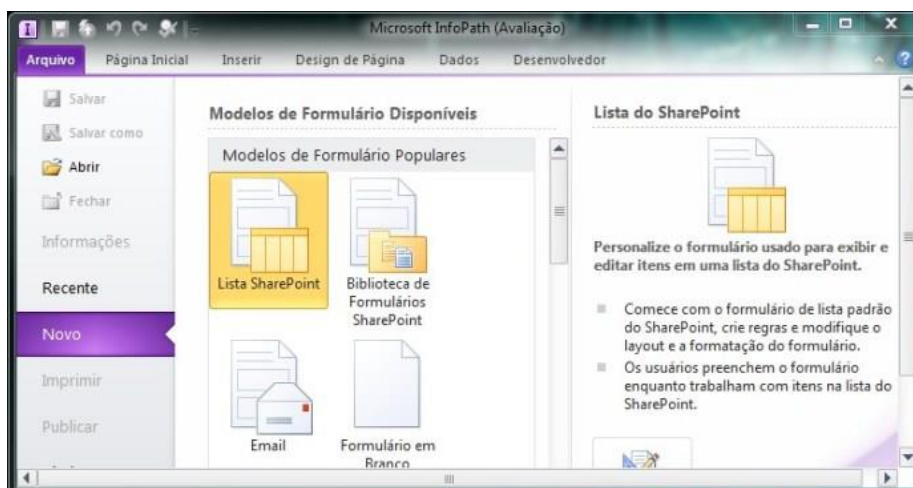 Microsoft InfoPath (Avaliação)
Arquivo Página Inicial Inserir Design de Página Dados Desenvolvedor
Salvar
Salvar como
Abrir
Fechar
Informações
Recente
Novo
Imprimir
Publicar
Modelos de Formulário Disponíveis
Modelos de Formulário Populares
Lista SharePoint
Biblioteca de
Formulários
SharePoint
Email
Formulário em
Branco
Lista do SharePoint
Personalize o formulário usado para exibir e
editar itens em uma lista do SharePoint.
Comece com o formulário de lista padrão
do SharePoint, crie regras e modifique o
layout e a formatação do formulário.
Os usuários preenchem o formulário
enquanto trabalham com itens na lista do
SharePoint.